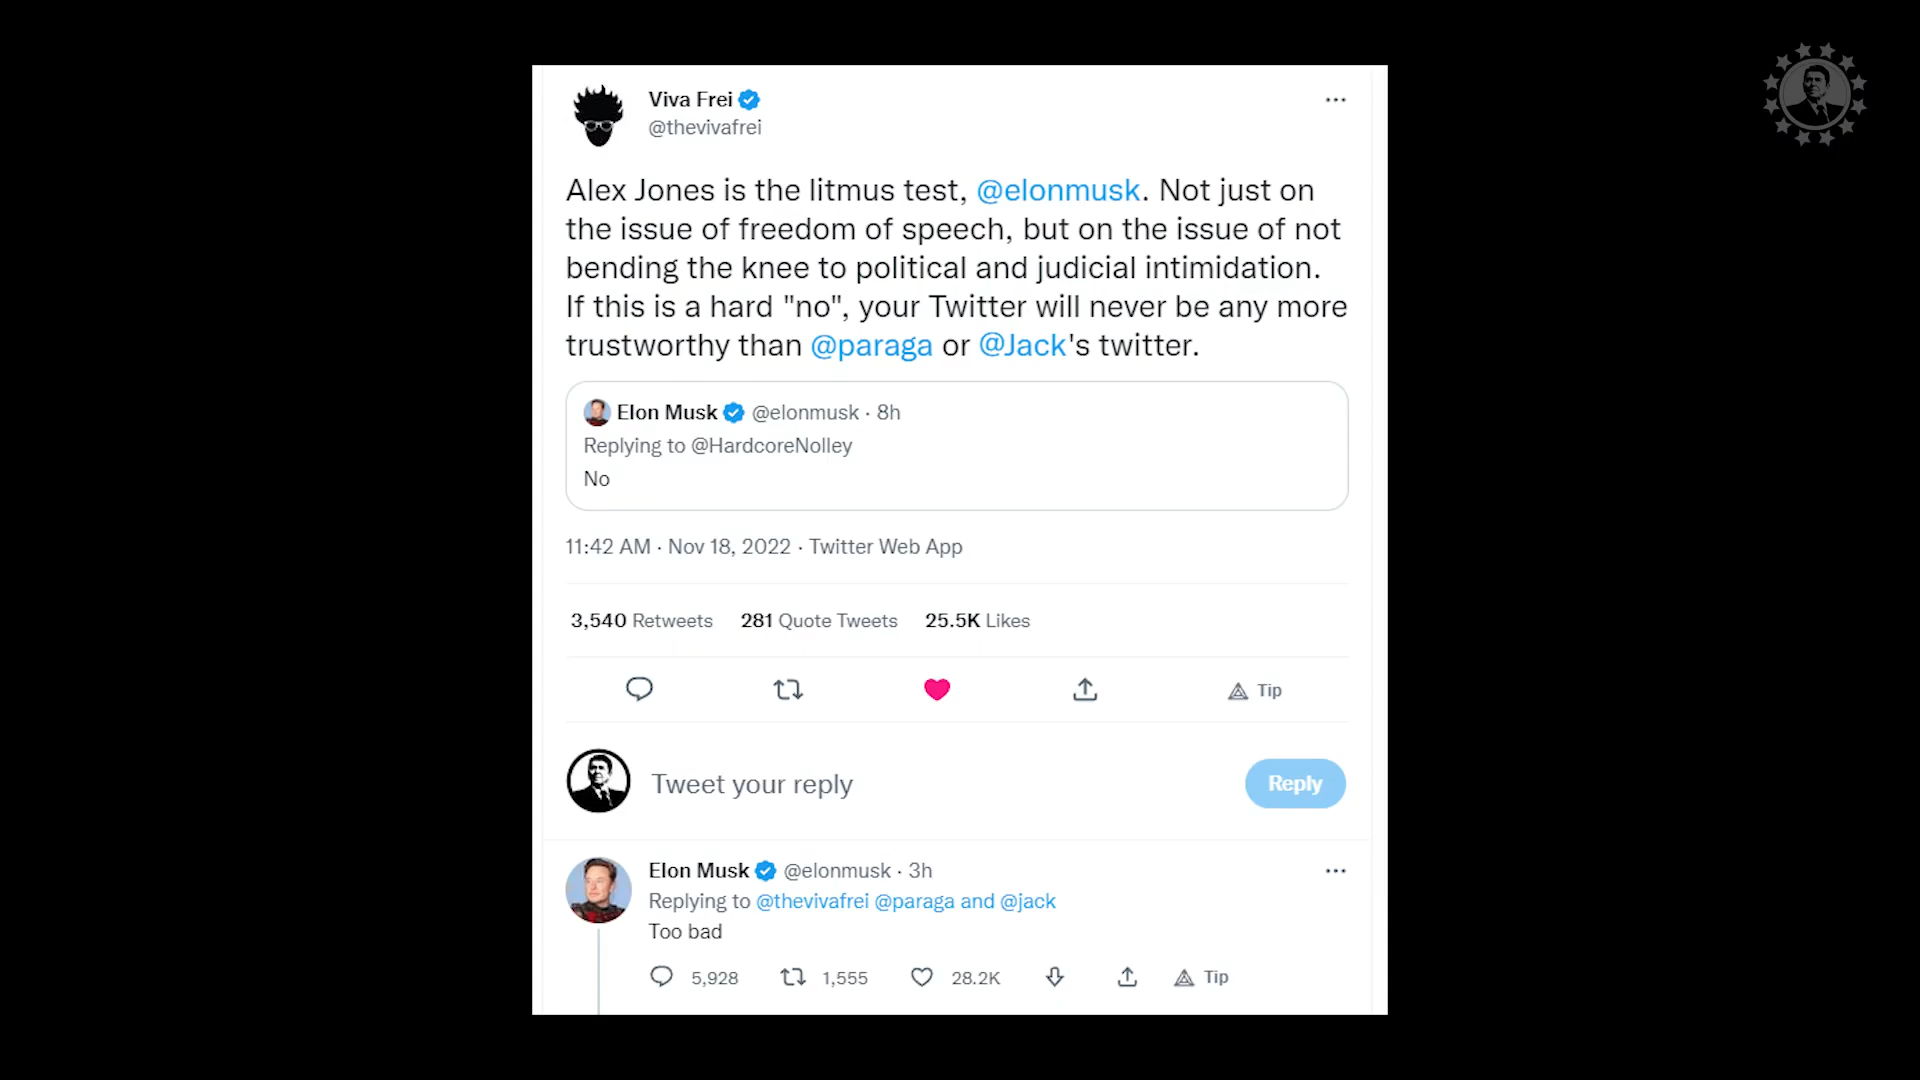 Viva Frei
@thevivafrei
Alex Jones is the litmus test, @elonmusk. Not just on
the issue of freedom of speech, but on the issue of not
bending the knee to political and judicial intimidation.
If this is a hard "no", your Twitter will never be any more
trustworthy than @paraga or @Jack's twitter.
Elon Musk @elonmusk · 8h
Replying to @HardcoreNolley
No
11:42 AM · Nov 18, 2022 · Twitter Web App
3,540 Retweets 281 Quote Tweets 25.5K Likes
Tip
Tweet your reply
Reply
Elon Musk @elonmusk · 3h
Replying to @thevivafrei @paraga and @jack
Too bad
5,928 1,555 28.2K Tip